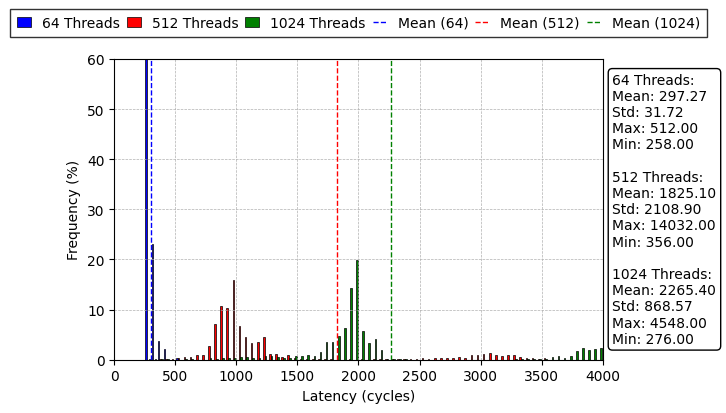 64 Threads 512 Threads 1024 Threads Mean (64) Mean (512) Mean (1024)
60
50
40
30
20
10
0
Frequency (%)
0 500 1000 1500 2000 2500 3000 3500 4000
Latency (cycles)
64 Threads:
Mean: 297.27
Std: 31.72
Max: 512.00
Min: 258.00
512 Threads:
Mean: 1825.10
Std: 2108.90
Max: 14032.00
Min: 356.00
1024 Threads:
Mean: 2265.40
Std: 868.57
Max: 4548.00
Min: 276.00